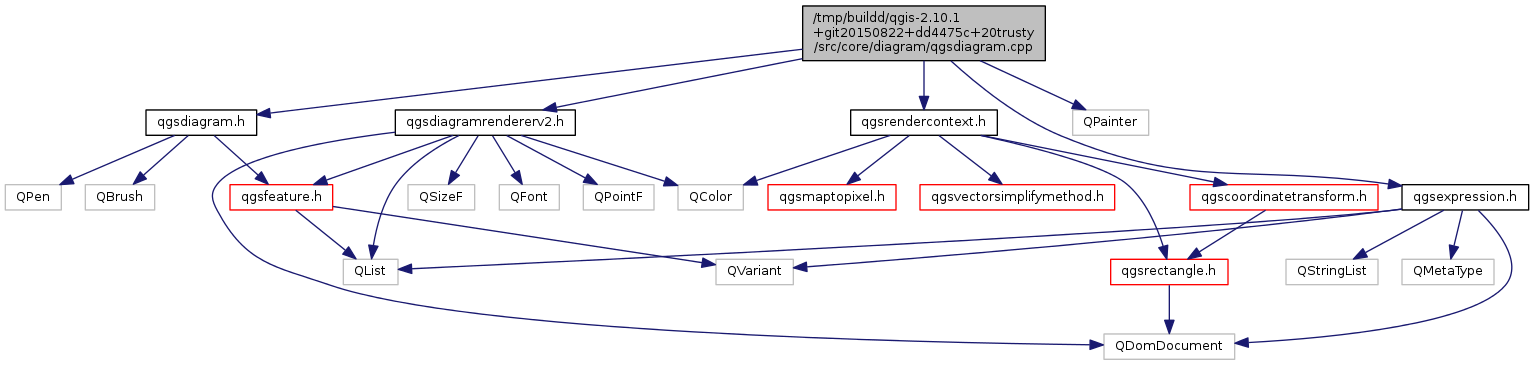 /tmp/buildd/qgis-2.10.1
+git20150822+dd4475c+20trusty
/src/core/diagram/qgsdiagram.cpp
qgsdiagram.h
qgsdiagramrendererv2.h
qgsrendercontext.h
QPainter
QPen
QBrush
qgsfeature.h
QSizeF
QFont
QPointF
QColor
qgsmaptopixel.h
qgsvectorsimplifymethod.h
qgscoordinatetransform.h
qgsexpression.h
QList
QVariant
qgsrectangle.h
QStringList
QMetaType
QDomDocument